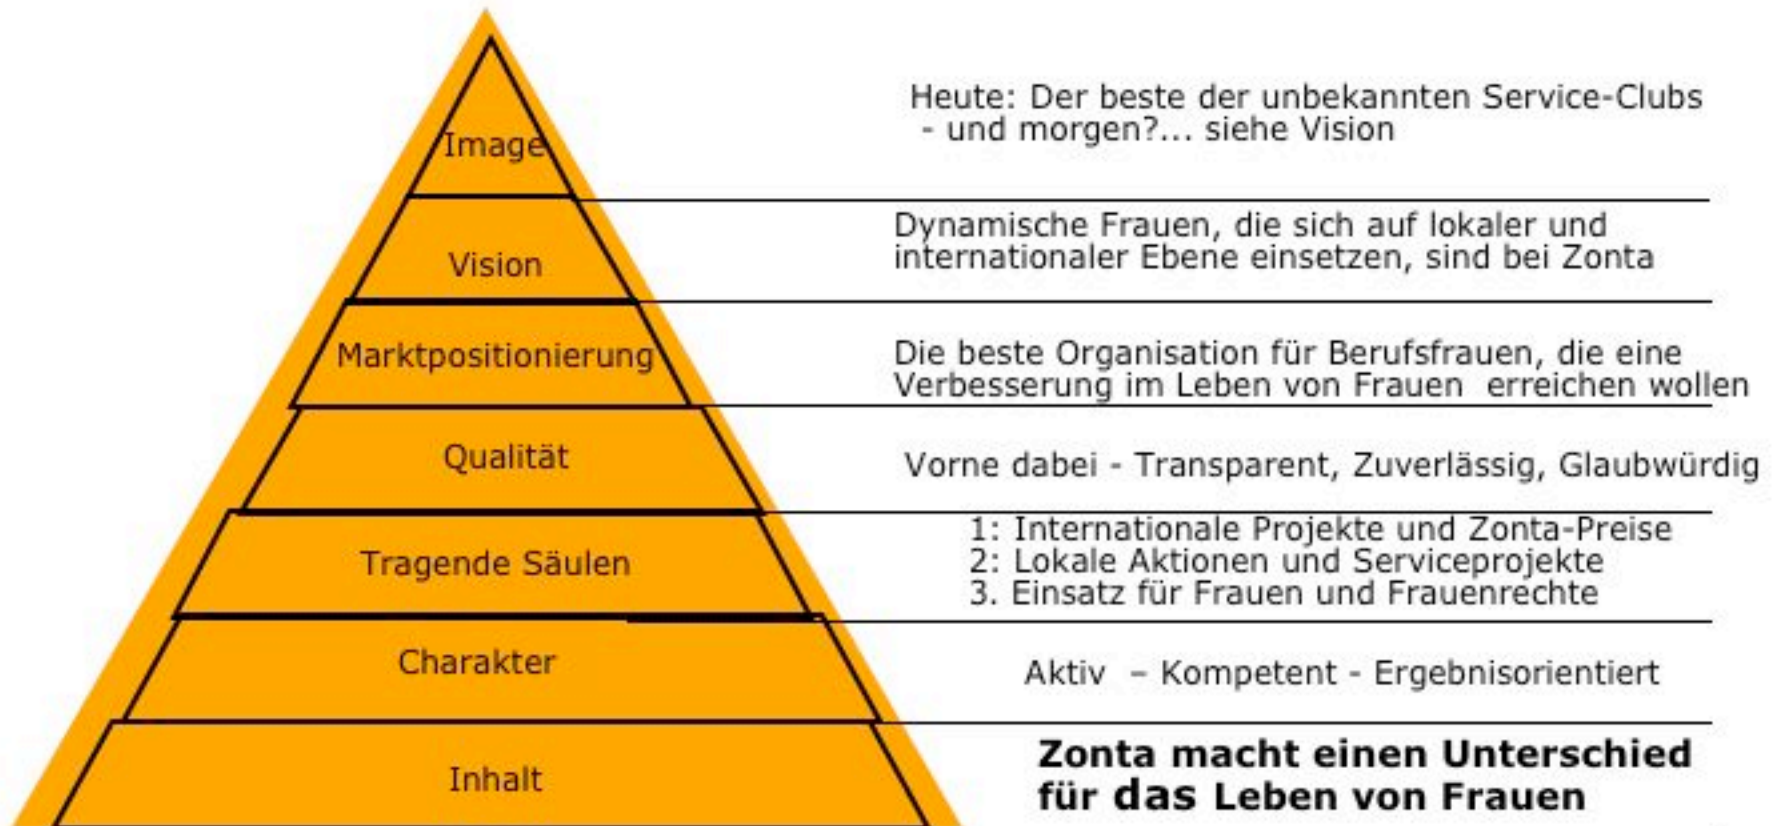 Image
Heute: Der beste der unbekannten Service-Clubs
- und morgen?... siehe Vision
Vision
Dynamische Frauen, die sich auf lokaler und
internationaler Ebene einsetzen, sind bei Zonta
Marktpositionierung
Die beste Organisation für Berufsfrauen, die eine
Verbesserung im Leben von Frauen  erreichen wollen
Qualität
Vorne dabei - Transparent, Zuverlässig, Glaubwürdig
Tragende Säulen
1: Internationale Projekte und Zonta-Preise
2: Lokale Aktionen und Serviceprojekte
3. Einsatz für Frauen und Frauenrechte
Charakter
Aktiv  – Kompetent - Ergebnisorientiert
Inhalt
Zonta macht einen Unterschied
für das Leben von Frauen